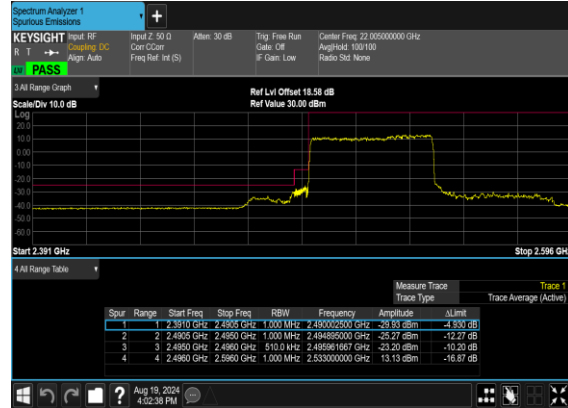 Spectrum Analyzer 1
Spurious Emissions
KEYSIGHT Input: RF Input Z: 50 Ω Atten: 30 dB Trig: Free Run Center Freq: 22.005000000 GHz
R T Coupling: DC Corr CCorr Gate: Off Avg|Hold: 100/100
Align: Auto Freq Ref: Int (S) IF Gain: Low Radio Std: None
PASS
3 All Range Graph
Ref Lvl Offset 18.58 dB
Scale/Div 10.0 dB Ref Value 30.00 dBm
Log
20.0
10.0
0.00
-10.0
-20.0
-30.0
-40.0
-50.0
-60.0
Start 2.391 GHz Stop 2.596 GHz
4 All Range Table
Measure Trace Trace 1
Trace Type Trace Average (Active)
Spur Range Start Freq Stop Freq RBW Frequency Amplitude ΔLimit
1 1 2.3910 GHz 2.4905 GHz 1.000 MHz 2.490002500 GHz -29.93 dBm -4.930 dB
2 2 2.4905 GHz 2.4950 GHz 1.000 MHz 2.494895000 GHz -25.27 dBm -12.27 dB
3 3 2.4950 GHz 2.4960 GHz 510.0 kHz 2.495961667 GHz -23.20 dBm -10.20 dB
4 4 2.4960 GHz 2.5960 GHz 1.000 MHz 2.533000000 GHz 13.13 dBm -16.87 dB
? Aug 19, 2024
4:02:38 PM